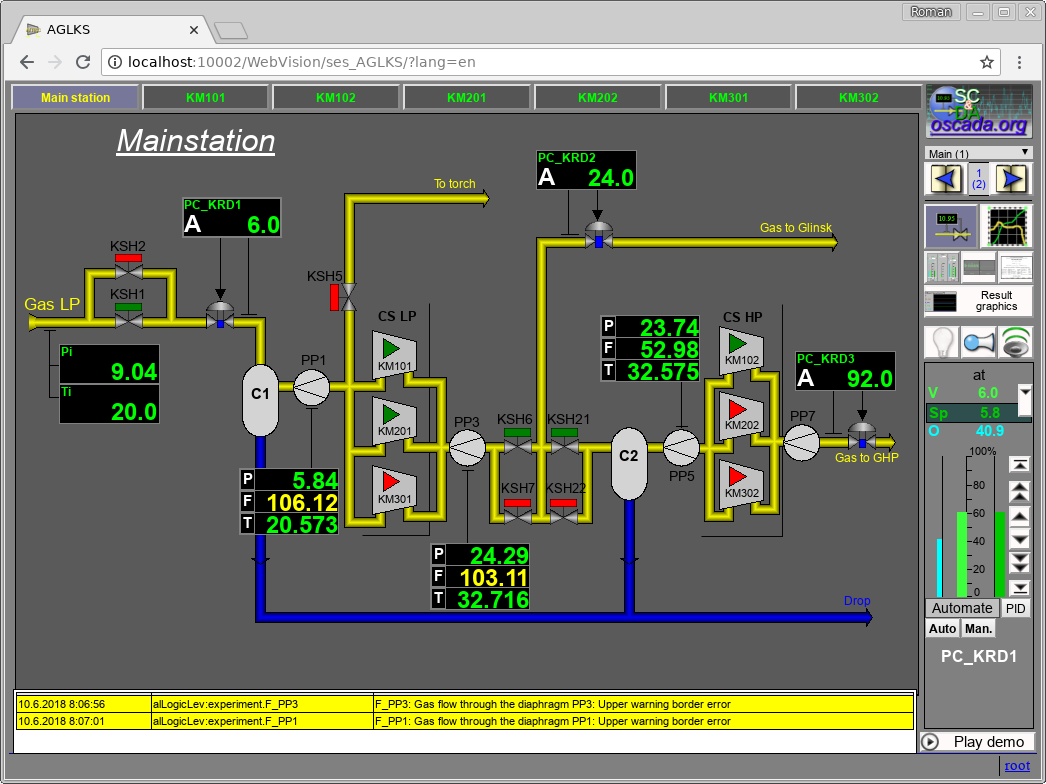 Roman
AGLKS
localhost:10002/WebVision/ses_AGLKS/?lang=en
Main station KM101 KM102 KM201 KM202 KM301 KM302
SC
&
DA
oscada.org
Mainstation
Main (1)
1
(2)
10.95
Result
graphics
PC_KRD2
A 24.0
To torch
Gas to Glinsk
PC_KRD1
A 6.0
KSH2
KSH1
Gas LP
KSH5
CS LP
CS HP
P 23.74
F 52.98
T 32.575
Pi
9.04
Ti
20.0
PP1
C1
KM101
KM201
KM301
PP3
KSH6 KSH21
KSH7 KSH22
C2
PP5
KM102
KM202
KM302
PP7
PC_KRD3
A 92.0
Gas to GHP
P 5.84
F 106.12
T 20.573
P 24.29
F 103.11
T 32.716
Drop
at
V 6.0
Sp 5.8
O 40.9
100%
80
60
40
20
0
Automate PID
Auto Man.
PC_KRD1
10.6.2018 8:06:56 alLogicLev:experiment.F_PP3 F_PP3: Gas flow through the diaphragm PP3: Upper warning border error
10.6.2018 8:07:01 alLogicLev:experiment.F_PP1 F_PP1: Gas flow through the diaphragm PP1: Upper warning border error
Play demo
root